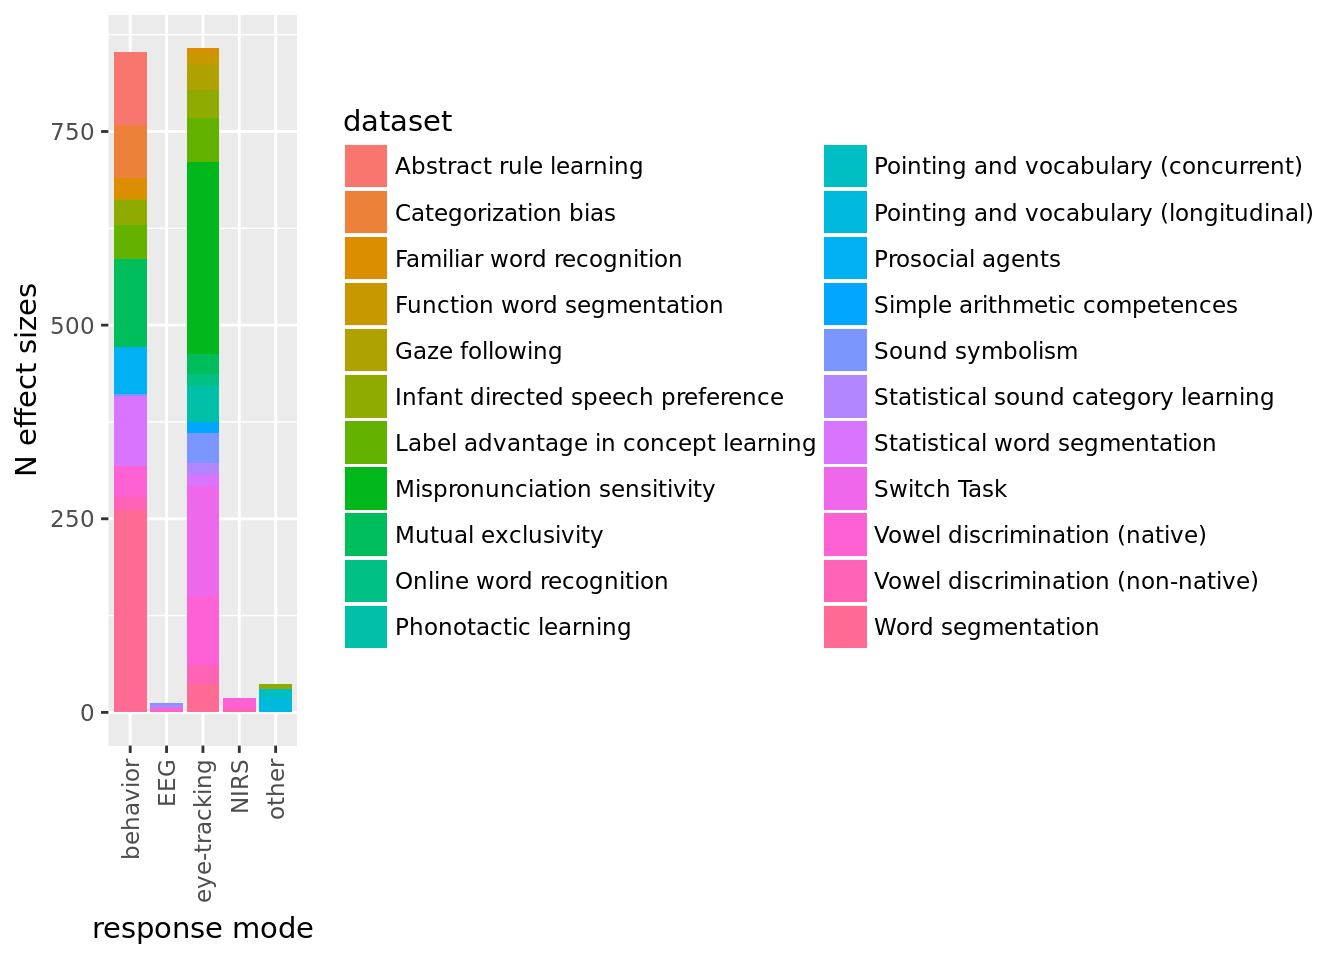 N effect sizes
750
500
250
0
behavior
EEG
eye-tracking
NIRS
other
response mode
dataset
Abstract rule learning
Categorization bias
Familiar word recognition
Function word segmentation
Gaze following
Infant directed speech preference
Label advantage in concept learning
Mispronunciation sensitivity
Mutual exclusivity
Online word recognition
Phonotactic learning
Pointing and vocabulary (concurrent)
Pointing and vocabulary (longitudinal)
Prosocial agents
Simple arithmetic competences
Sound symbolism
Statistical sound category learning
Statistical word segmentation
Switch Task
Vowel discrimination (native)
Vowel discrimination (non-native)
Word segmentation